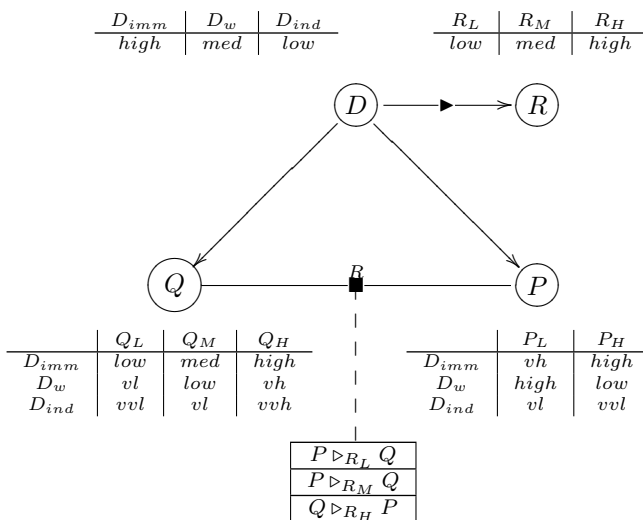 D_imm D_w D_ind
high med low
R_L R_M R_H
low med high
D
R
R
Q
P
Q_L Q_M Q_H
D_imm low med high
D_w vl low vh
D_ind vvl vl vvh
P_L P_H
D_imm vh high
D_w high low
D_ind vl vvl
P ▷_{R_L} Q
P ▷_{R_M} Q
Q ▷_{R_H} P